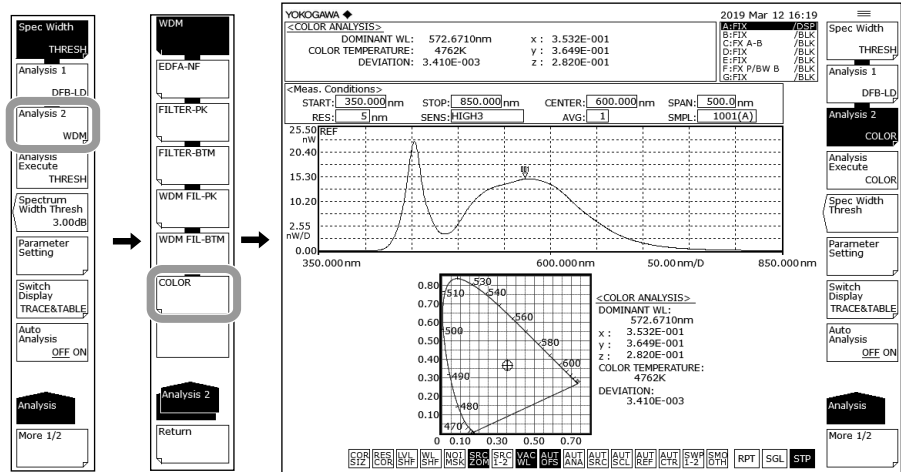 Spec Width
THRESH
Analysis 1
DFB-LD
Analysis 2
WDM
Analysis
Execute
THRESH
Spectrum
Width Thresh
3.00dB
Parameter
Setting
Switch
Display
TRACE&TABLE
Auto
Analysis
OFF ON
Analysis
More 1/2
WDM
EDFA-NF
FILTER-PK
FILTER-BTM
WDM FIL-PK
WDM FIL-BTM
COLOR
Analysis 2
Return
YOKOGAWA ◆ 2019 Mar 12 16:19
<COLOR ANALYSIS>
DOMINANT WL: 572.6710nm x : 3.532E-001
COLOR TEMPERATURE: 4762K y : 3.649E-001
DEVIATION: 3.410E-003 z : 2.820E-001
A:FIX /DSP
B:FIX /BLK
C:FX A-B /BLK
D:FIX /BLK
E:FIX /BLK
F:FX P/BW B /BLK
G:FIX /BLK
<Meas. Conditions>
START: 350.000 nm STOP: 850.000 nm CENTER: 600.000 nm SPAN: 500.0 nm
RES: 5 nm SENS: HIGH3 AVG: 1 SMPL: 1001(A)
25.50 REF
nW
20.40
15.30
10.20
2.55
nW/D
0.00
350.000nm 600.000nm 50.00nm/D 850.000nm
0.80
0.70
0.60
0.50
0.40
0.30
0.20
0.10
0 0.10 0.30 0.50 0.70
530
510 540
560
500
580
600
490
480
470
<COLOR ANALYSIS>
DOMINANT WL:
572.6710nm
x : 3.532E-001
y : 3.649E-001
z : 2.820E-001
COLOR TEMPERATURE:
4762K
DEVIATION:
3.410E-003
COR RES LVL WL NOI SRC SRC VAC AUT AUT AUT AUT AUT AUT SWP SMO
SIZ COR SHF SHF MSK ZOM 1-2 WL OFS ANA SRC SCL REF CTR 1-2 OTH RPT SGL STP
Spec Width
THRESH
Analysis 1
DFB-LD
Analysis 2
COLOR
Analysis
Execute
COLOR
Spec Width
Thresh
Parameter
Setting
Switch
Display
TRACE&TABLE
Auto
Analysis
OFF ON
Analysis
More 1/2